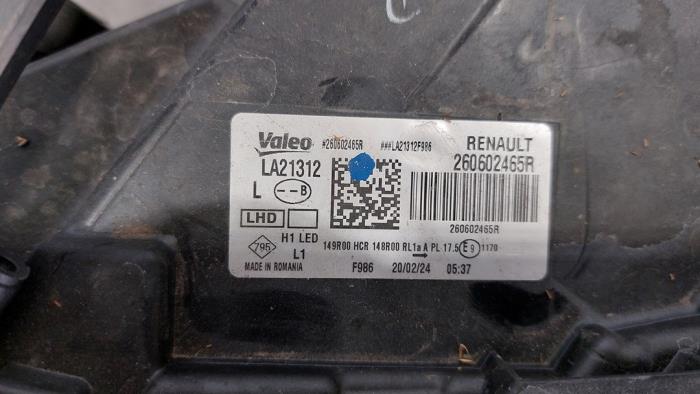 Valeo #260602465R ###LA21312F986 RENAULT
LA21312 260602465R
L --B
LHD 260602465R
H1 LED 149R00 HCR 148R00 RL1a A PL 17.5 E9 1170
795 L1
MADE IN ROMANIA F986 20/02/24 05:37